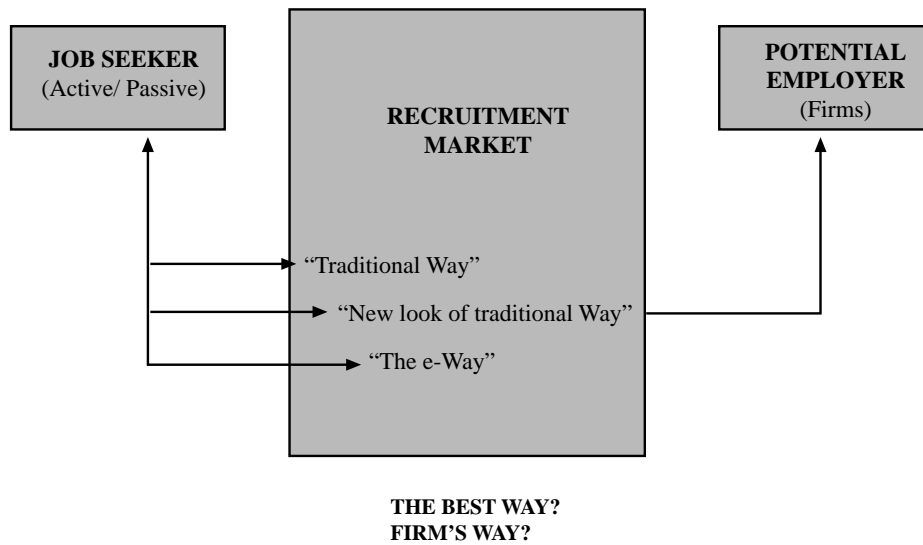 JOB SEEKER
(Active/ Passive)
RECRUITMENT
MARKET
POTENTIAL
EMPLOYER
(Firms)
“Traditional Way”
“New look of traditional Way”
“The e-Way”
THE BEST WAY?
FIRM’S WAY?